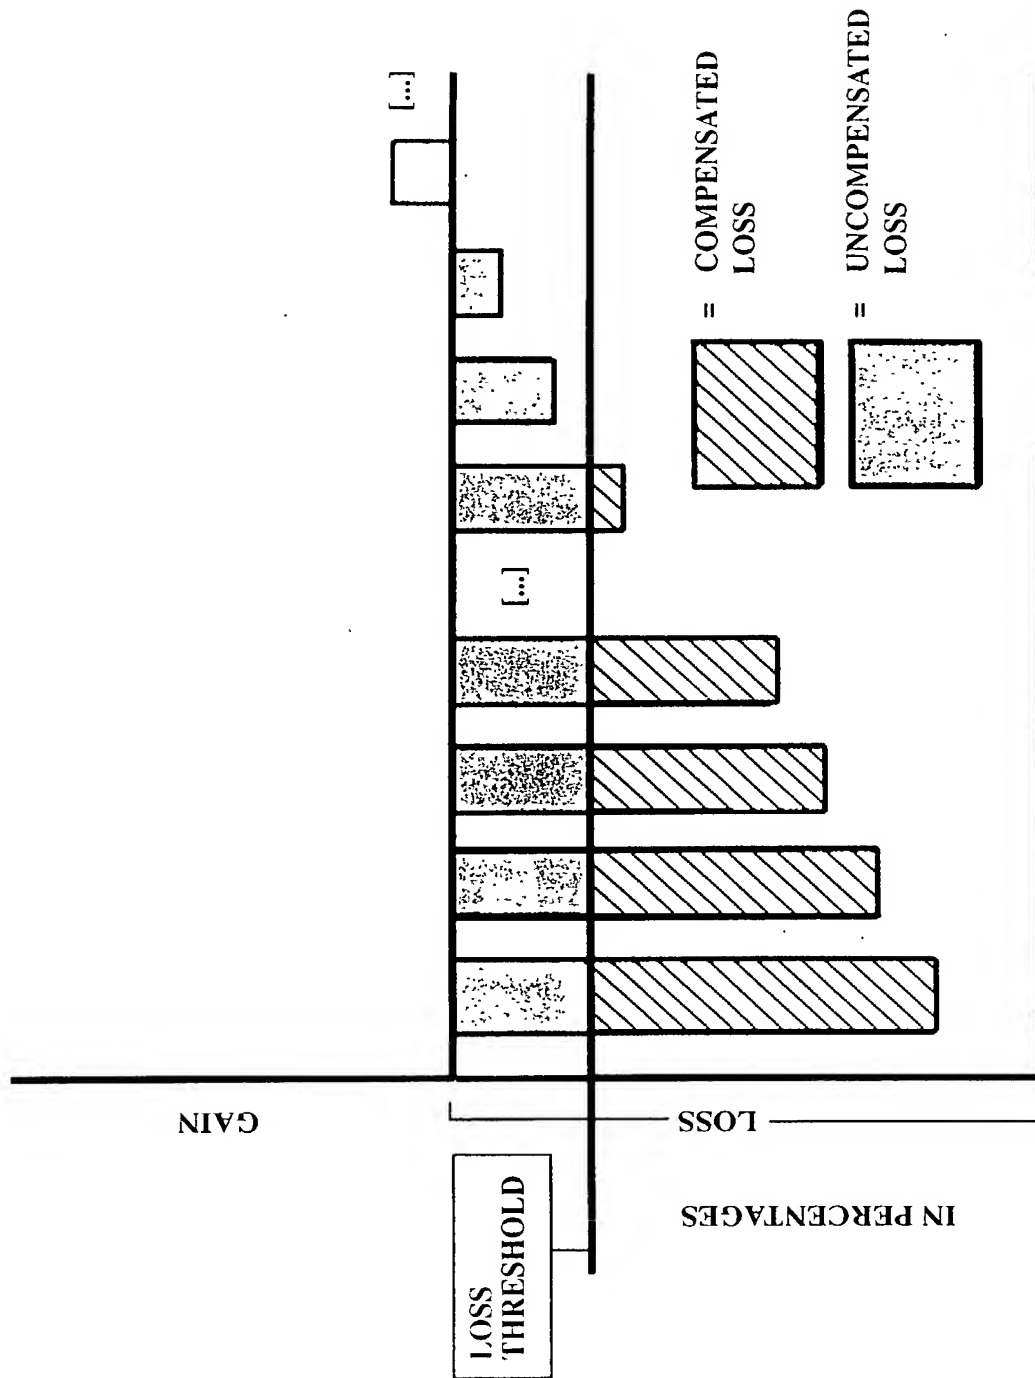 GAIN
LOSS
THRESHOLD
LOSS
IN PERCENTAGES
[...]
[...]
= COMPENSATED
LOSS
= UNCOMPENSATED
LOSS